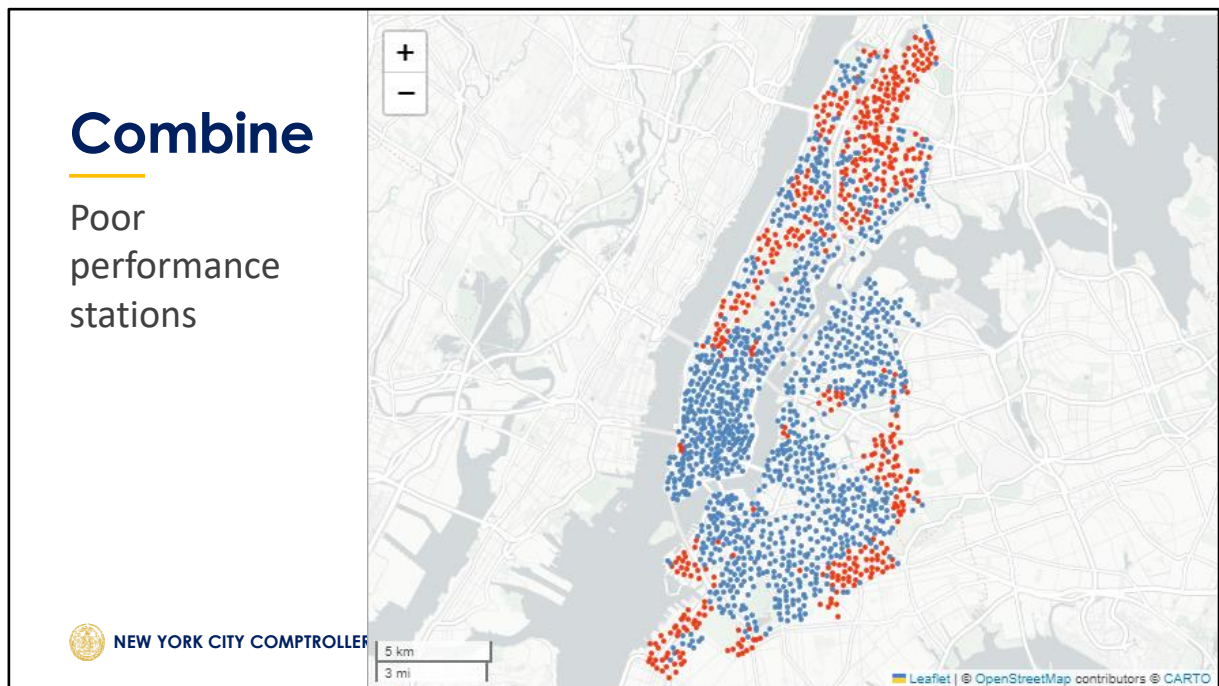 Combine
Poor
performance
stations
NEW YORK CITY COMPTROLLER
+
−
5 km
3 mi
Leaflet | © OpenStreetMap contributors © CARTO